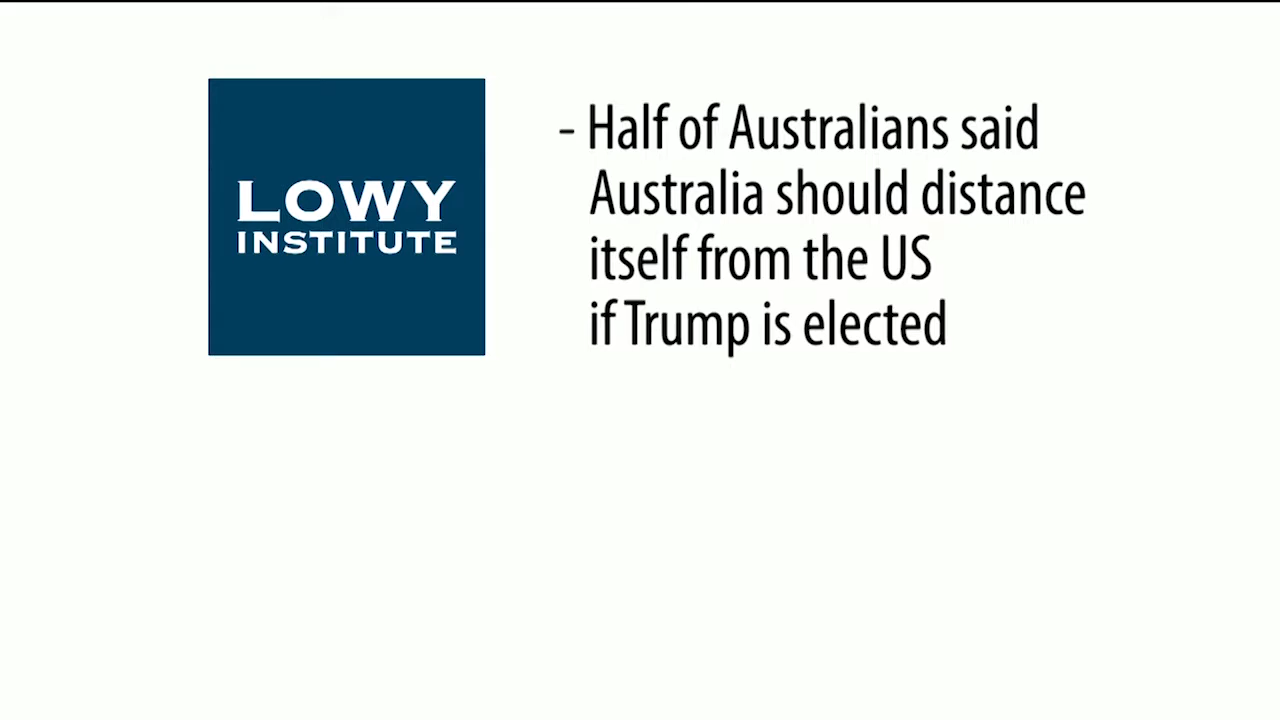 LOWY
INSTITUTE
- Half of Australians said
Australia should distance
itself from the US
if Trump is elected